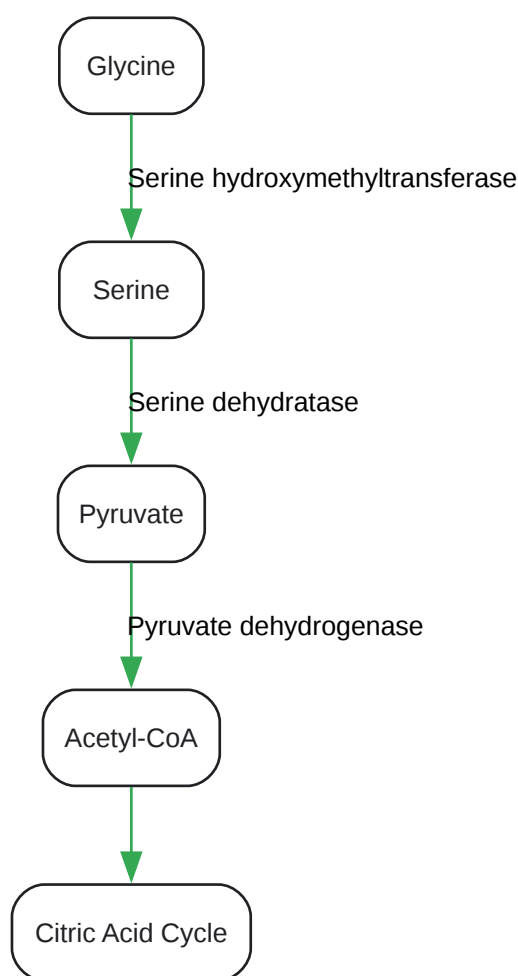 Glycine
Serine hydroxymethyltransferase
Serine
Serine dehydratase
Pyruvate
Pyruvate dehydrogenase
Acetyl-CoA
Citric Acid Cycle